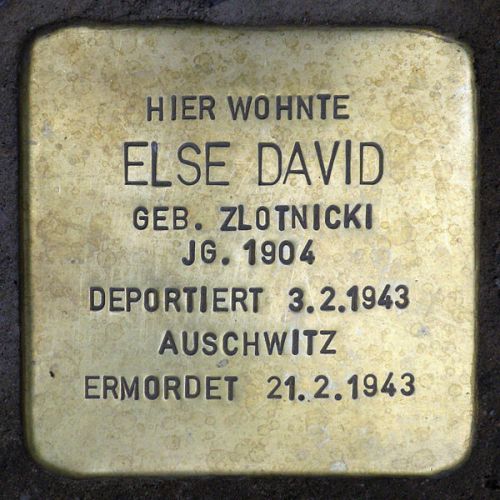 HIER WOHNTE
ELSE DAVID
GEB. ZLOTNICKI
JG. 1904
DEPORTIERT 3.2.1943
AUSCHWITZ
ERMORDET 21.2.1943